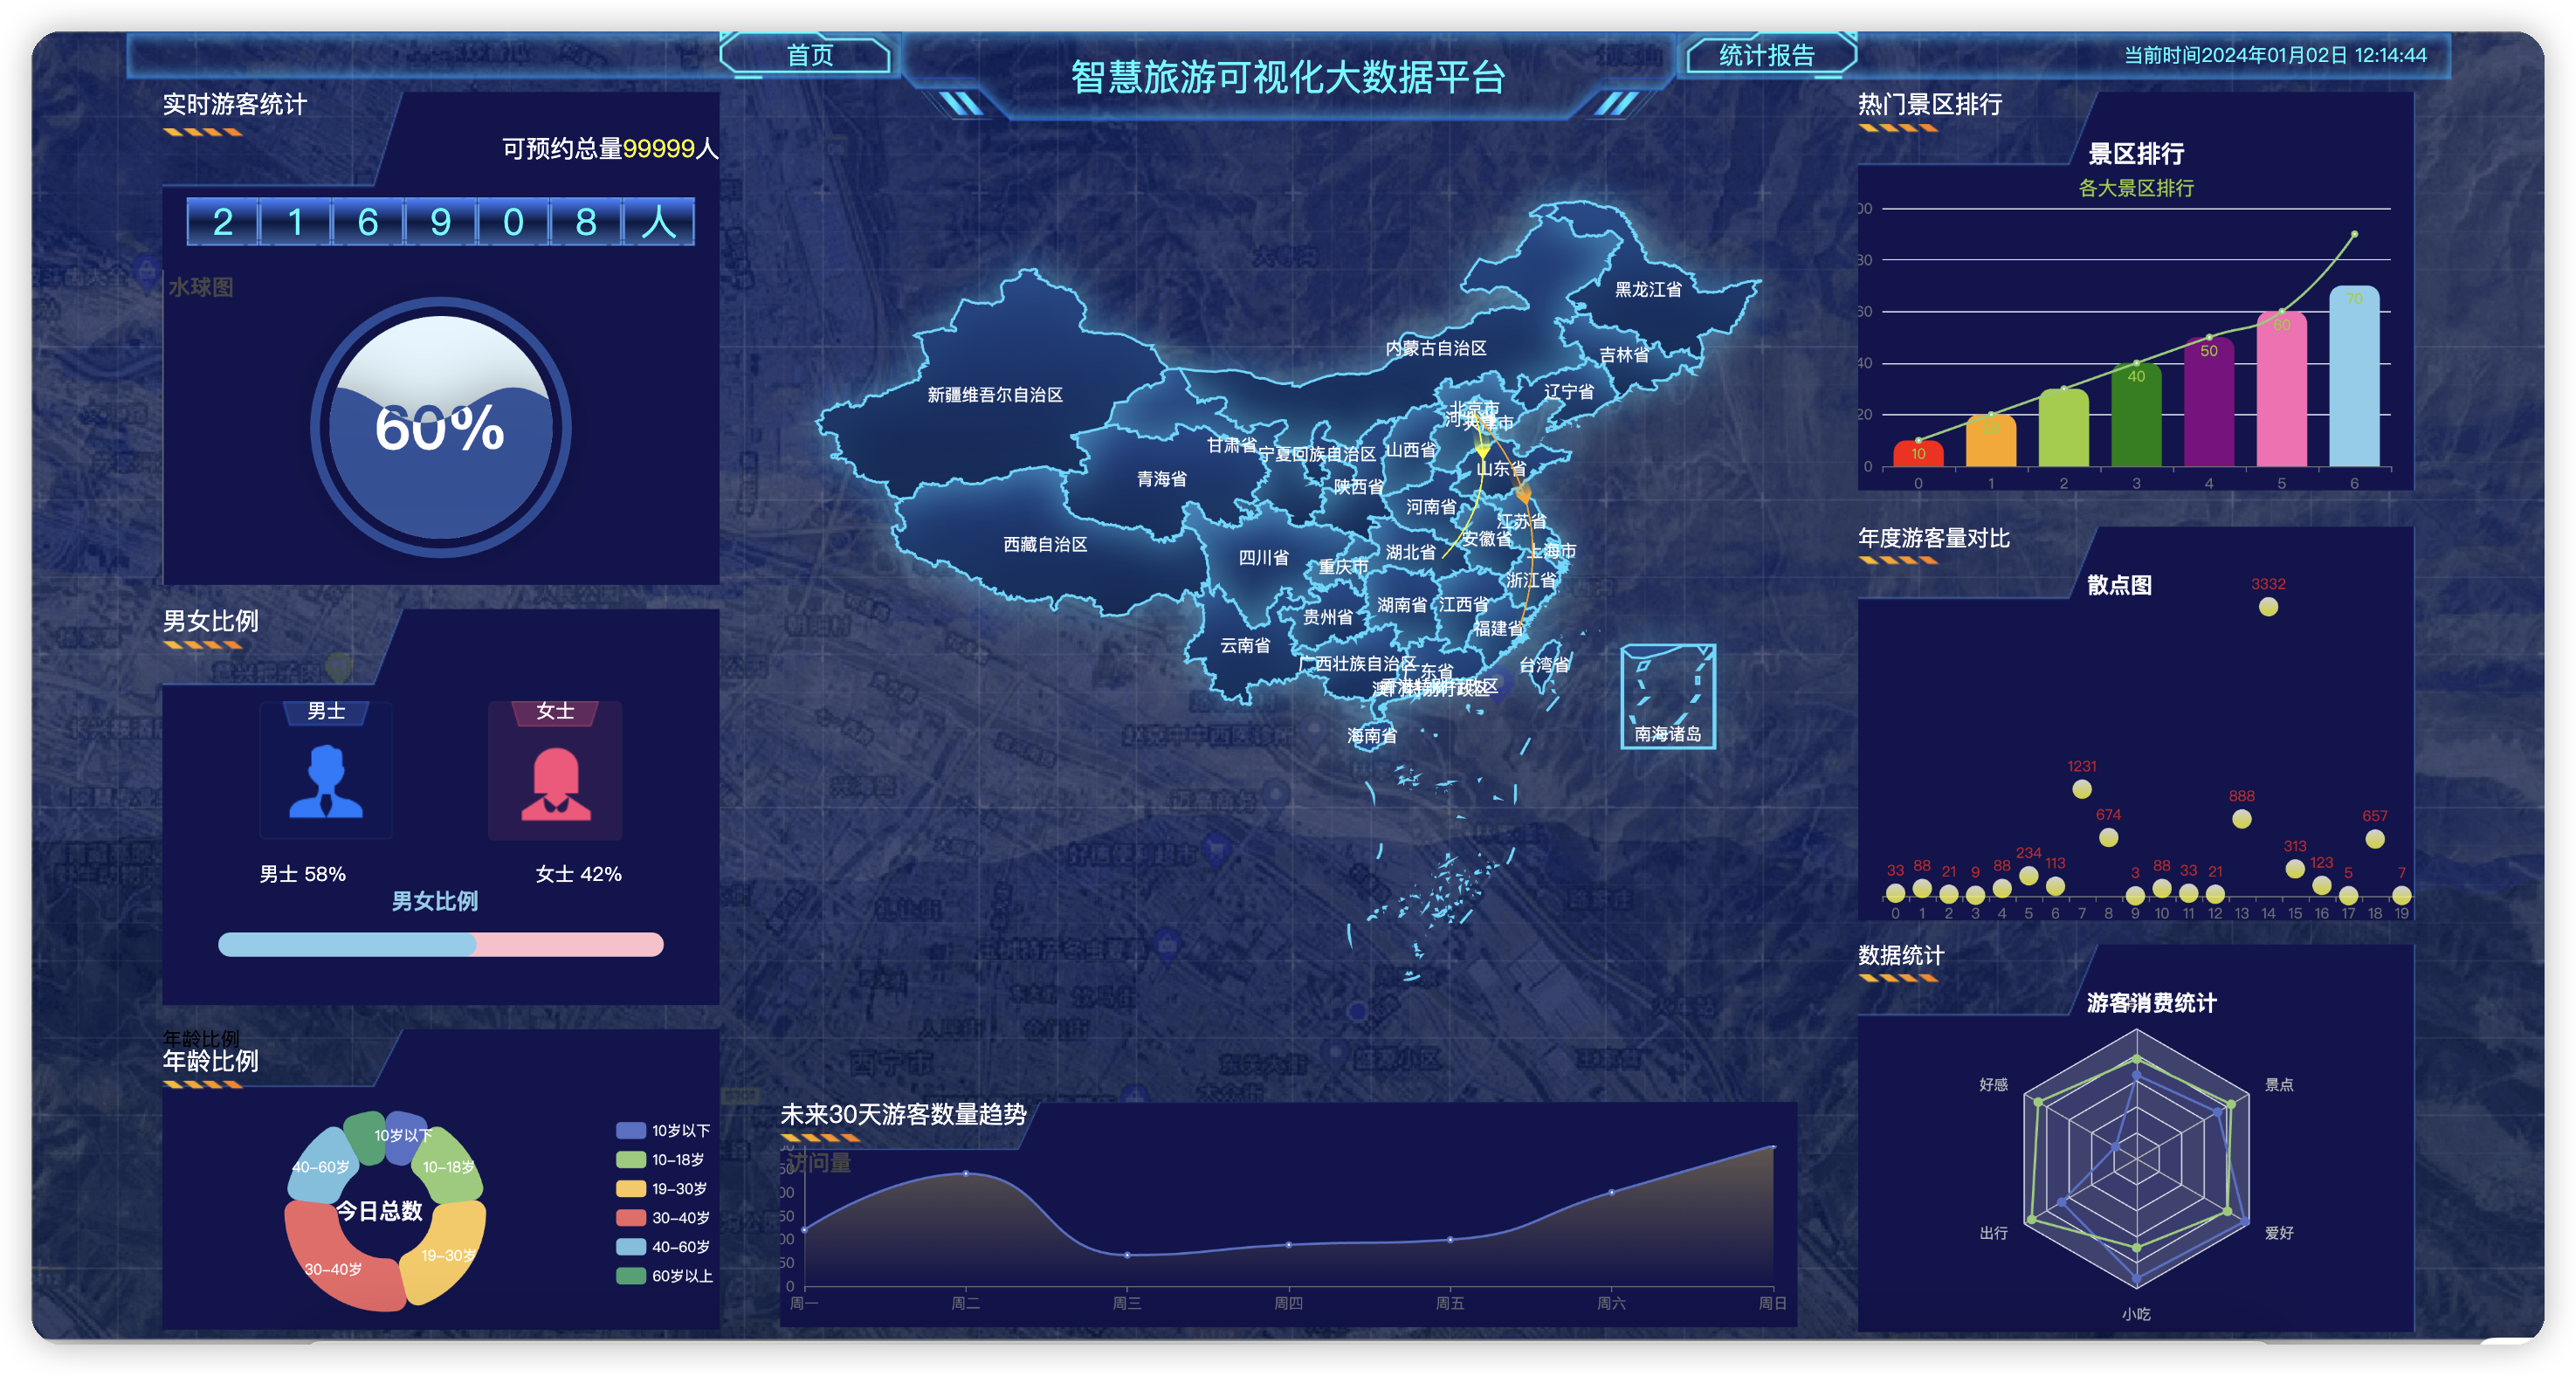 首页
智慧旅游可视化大数据平台
统计报告
当前时间2024年01月02日 12:14:44
实时游客统计
可预约总量99999人
2 1 6 9 0 8 人
水球图
60%
男女比例
男士
女士
男士 58%
女士 42%
男女比例
年龄比例
年龄比例
10岁以下
10-18岁
19-30岁
30-40岁
40-60岁
今日总数
10岁以下
10-18岁
19-30岁
30-40岁
40-60岁
60岁以上
黑龙江省
内蒙古自治区
吉林省
新疆维吾尔自治区
辽宁省
北京市
天津市
甘肃省
宁夏回族自治区
山西省
山东省
青海省
陕西省
河南省
江苏省
西藏自治区
四川省
湖北省
安徽省
上海市
重庆市
浙江省
贵州省
湖南省
江西省
福建省
云南省
广西壮族自治区
广东省
台湾省
海南省
南海诸岛
未来30天游客数量趋势
访问量
0
周一 周二 周三 周四 周五 周六 周日
热门景区排行
景区排行
各大景区排行
10 20 40 50 60 70
0
20
40
0 1 2 3 4 5 6
年度游客量对比
散点图
33 88 21 9 88 234 113 1231 674 3 88 33 21 888 3332 313 123 5 657 7
0 1 2 3 4 5 6 7 8 9 10 11 12 13 14 15 16 17 18 19
数据统计
游客消费统计
好感
景点
出行
爱好
小吃